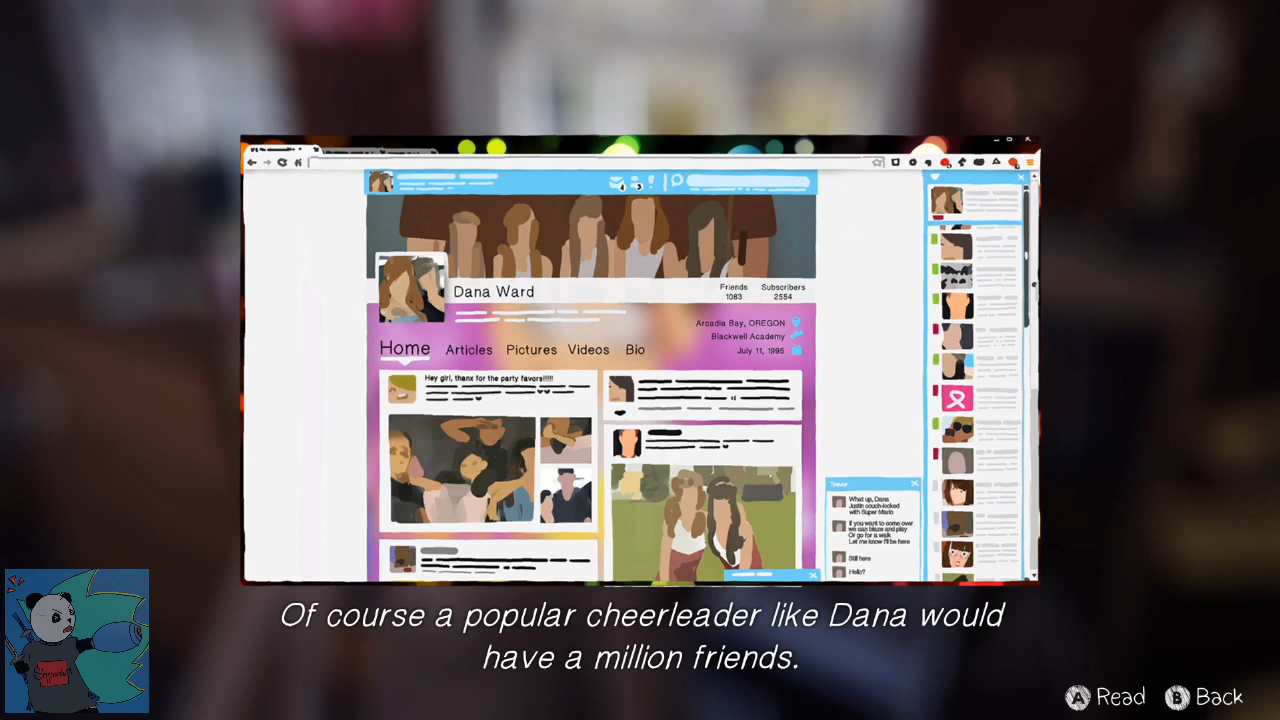 Dana Ward
Friends
1083
Subscribers
2554
Arcadia Bay, OREGON
Blackwell Academy
July 11, 1995
Home Articles Pictures Videos Bio
Hey girl, thanx for the party favors!!!!!
:(
4
3
Trevor
What up, Dana
Justin couch-locked
with Super Mario
If you want to come over
we can blaze and play
Or go for a walk
Let me know I'll be here
Still here
Hello?
Of course a popular cheerleader like Dana would
have a million friends.
A Read B Back